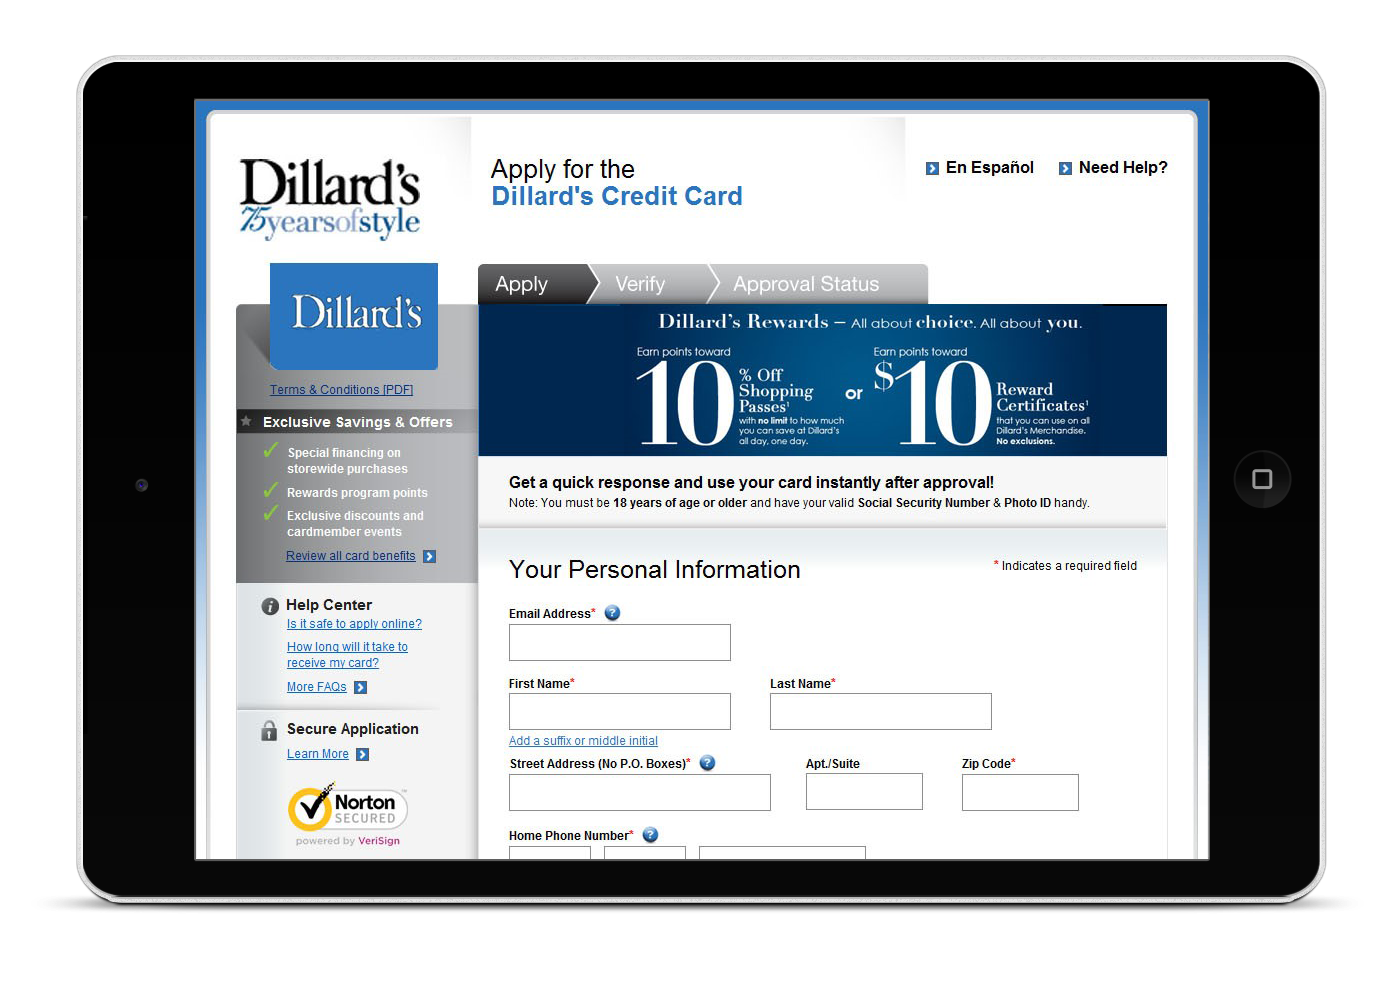 Dillard's
75yearsofstyle
Apply for the
Dillard's Credit Card
En Español
Need Help?
Dillard's
Terms & Conditions [PDF]
Exclusive Savings & Offers
Special financing on
storewide purchases
Rewards program points
Exclusive discounts and
cardmember events
Review all card benefits
Help Center
Is it safe to apply online?
How long will it take to
receive my card?
More FAQs
Secure Application
Learn More
Norton
SECURED
powered by VeriSign
Apply
Verify
Approval Status
Dillard's Rewards – All about choice. All about you.
Earn points toward
10 % Off
Shopping
Passes¹
with no limit to how much
you can save at Dillard's
all day, one day.
or
Earn points toward
$10 Reward
Certificates¹
that you can use on all
Dillard's Merchandise.
No exclusions.
Get a quick response and use your card instantly after approval!
Note: You must be 18 years of age or older and have your valid Social Security Number & Photo ID handy.
Your Personal Information
* Indicates a required field
Email Address* ?
First Name*
Last Name*
Add a suffix or middle initial
Street Address (No P.O. Boxes)* ?
Apt./Suite
Zip Code*
Home Phone Number* ?